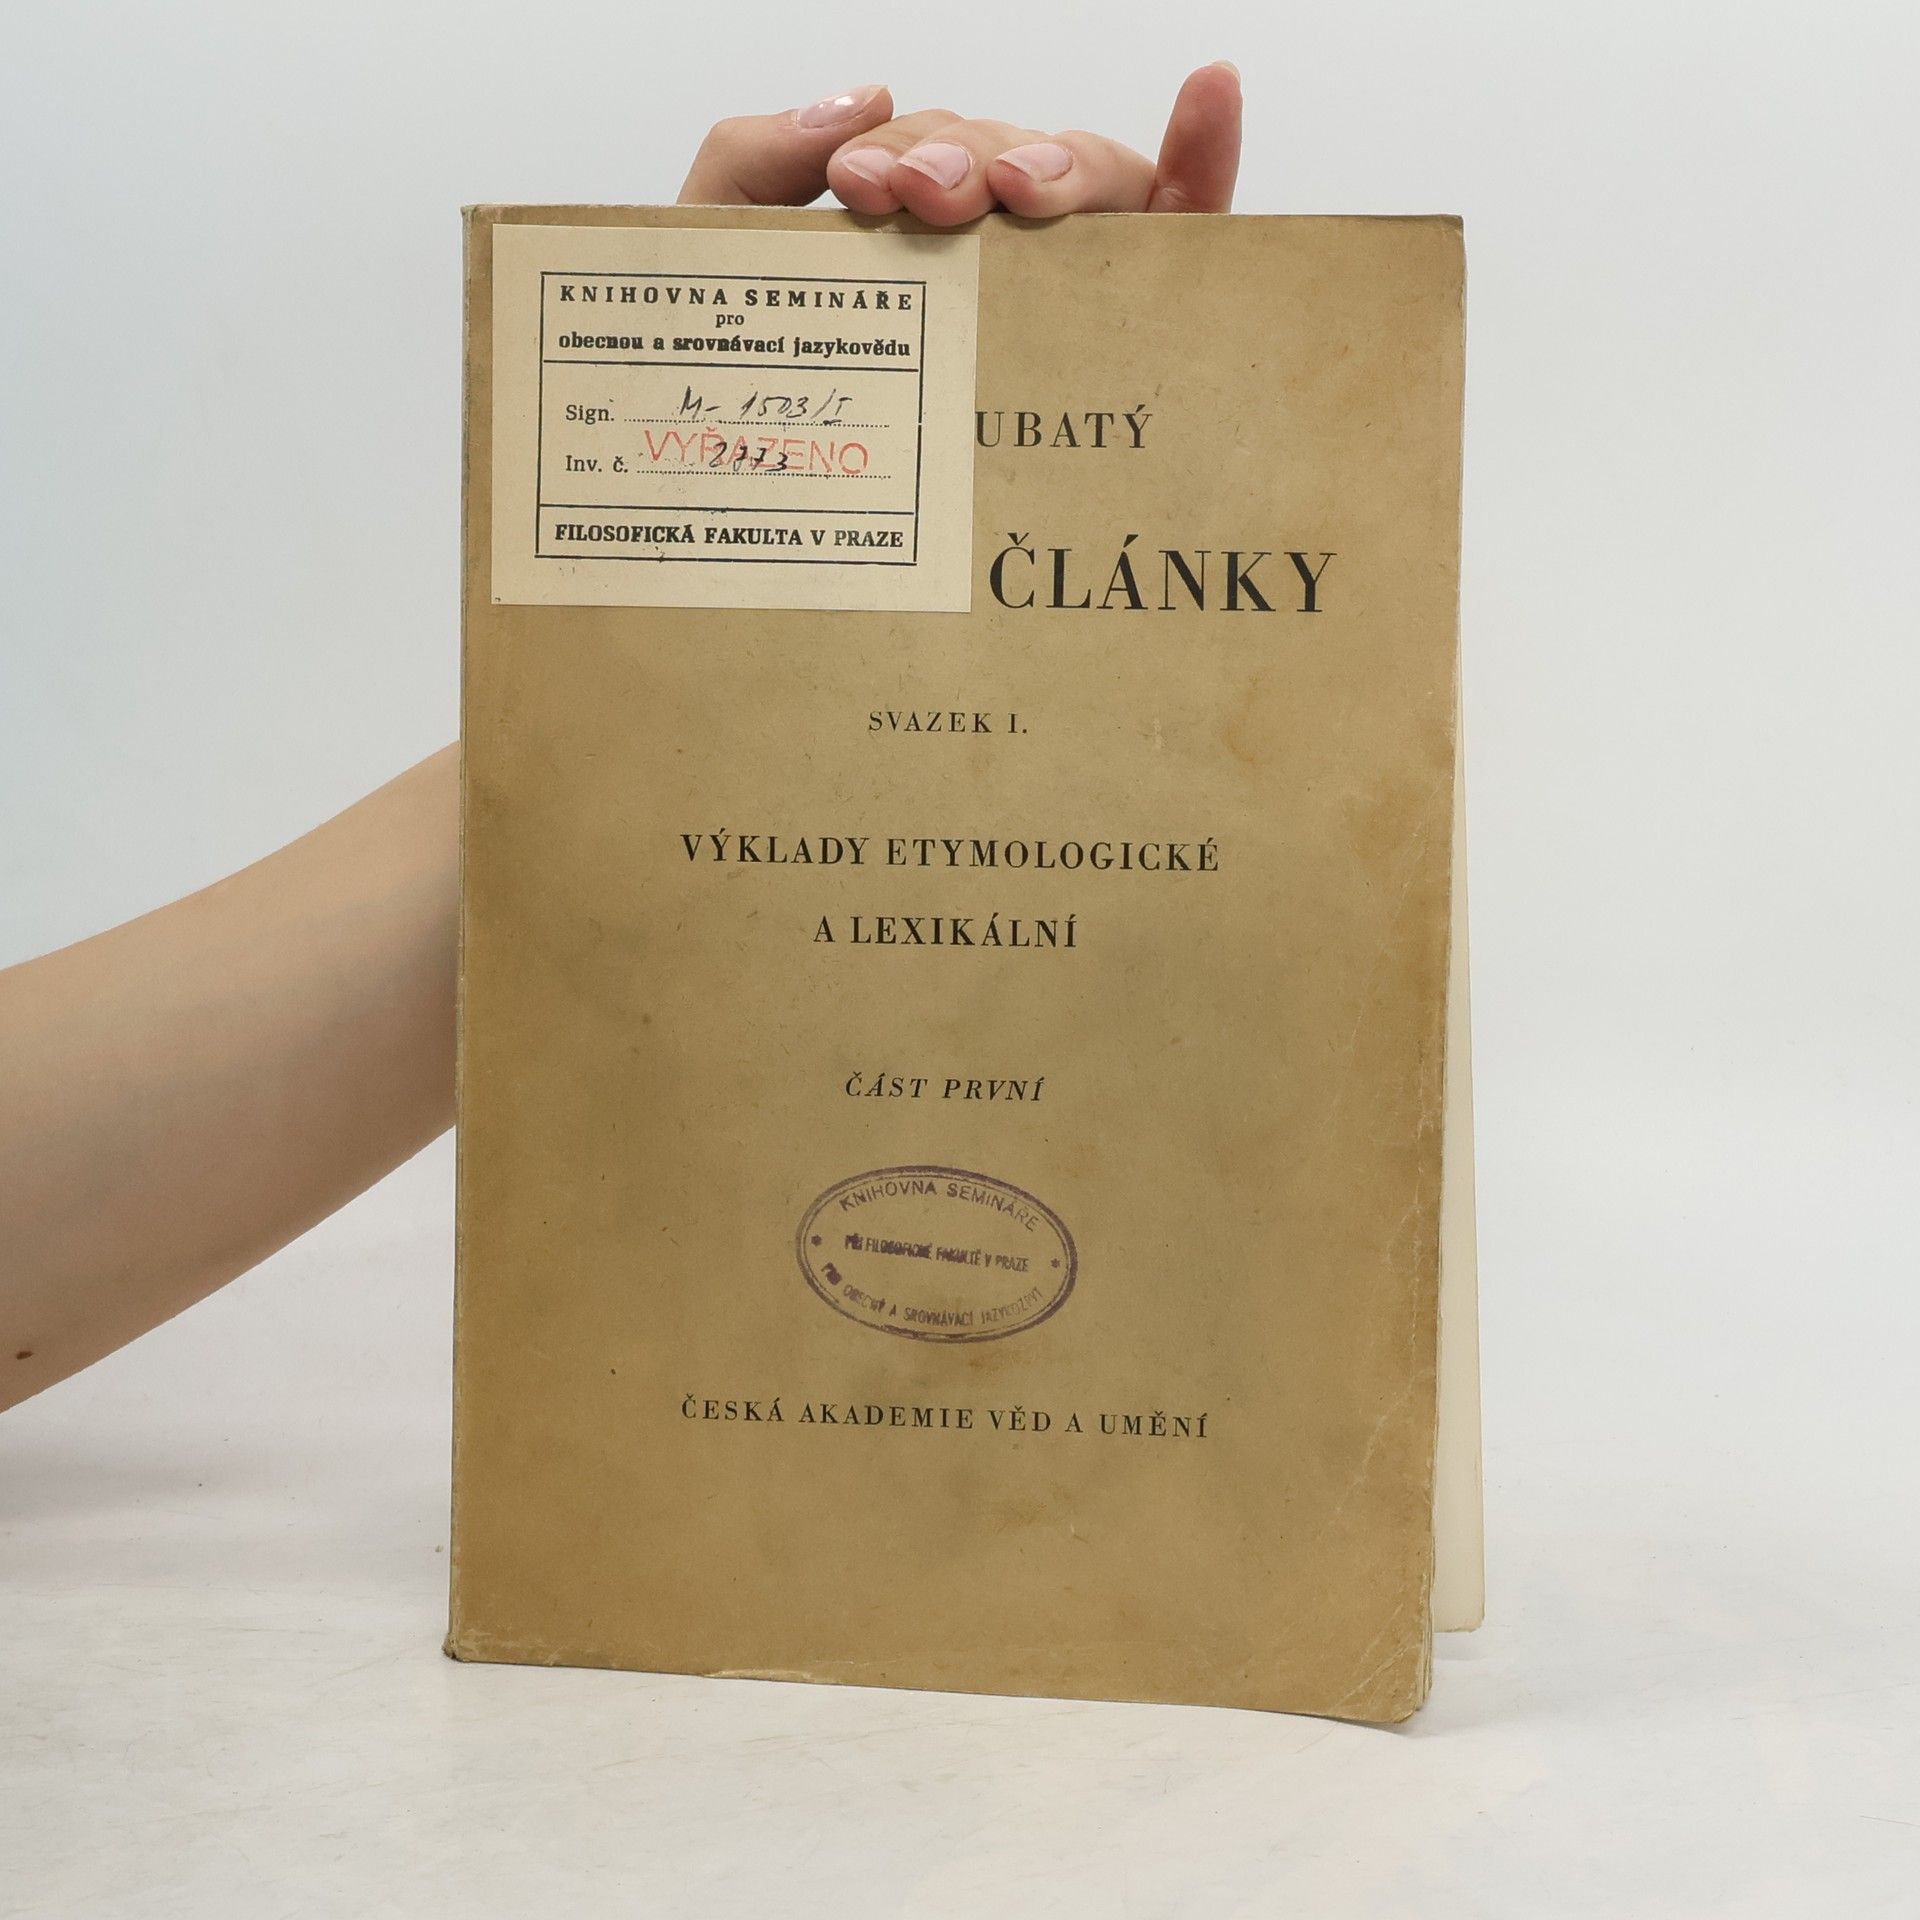 KNIHOVNA SEMINÁŘE
pro
obecnou a srovnávací jazykovědu
Sign. M- 1503/I
VYŘAZENO
Inv. č. 2773
FILOSOFICKÁ FAKULTA V PRAZE
UBATÝ
ČLÁNKY
SVAZEK I.
VÝKLADY ETYMOLOGICKÉ
A LEXIKÁLNÍ
ČÁST PRVNÍ
KNIHOVNA SEMINÁŘE
PŘI FILOSOFICKÉ FAKULTĚ V PRAZE
PRO OBECNÝ A SROVNÁVACÍ JAZYKOZPYT
ČESKÁ AKADEMIE VĚD A UMĚNÍ